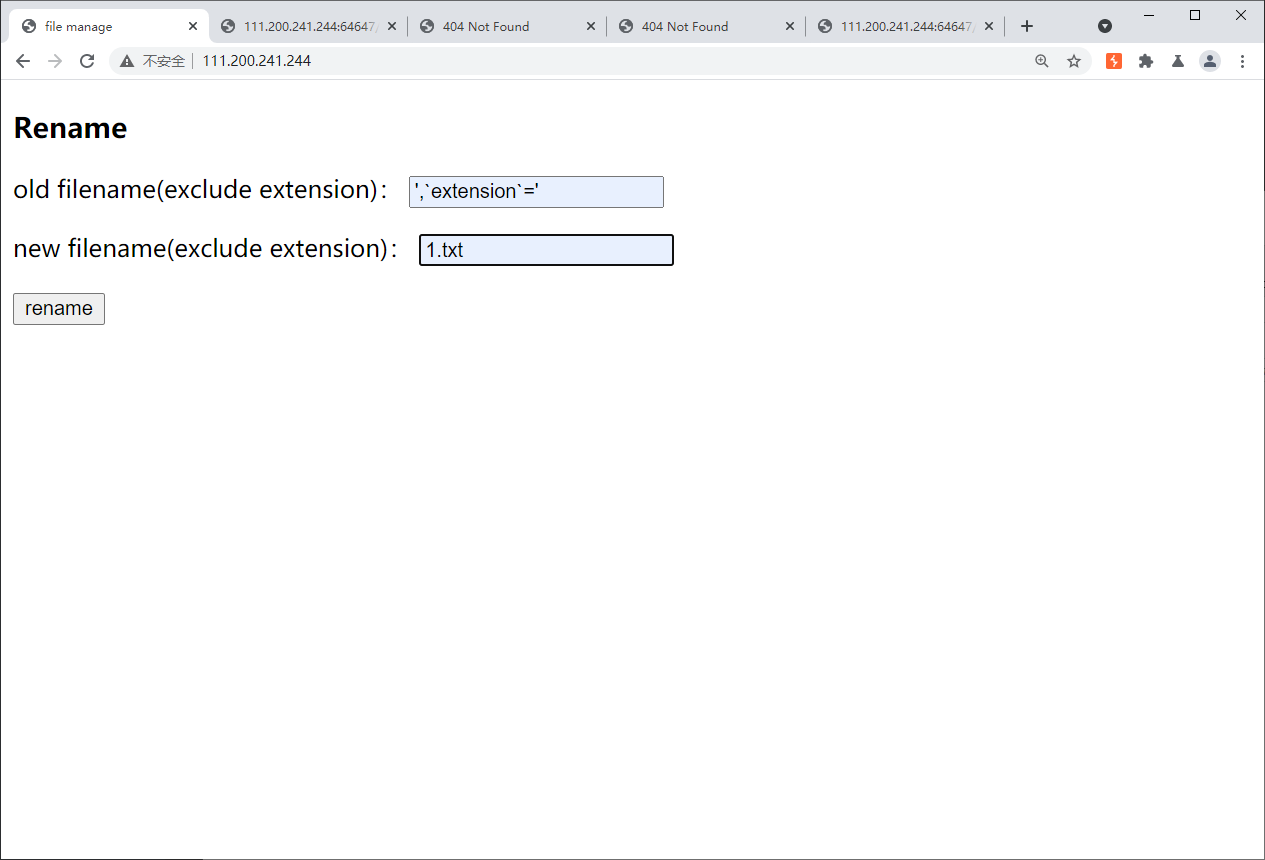 file manage
111.200.241.244:64647/
404 Not Found
404 Not Found
111.200.241.244:64647/
不安全
111.200.241.244
Rename
old filename(exclude extension)： ',`extension`='
new filename(exclude extension)： 1.txt
rename